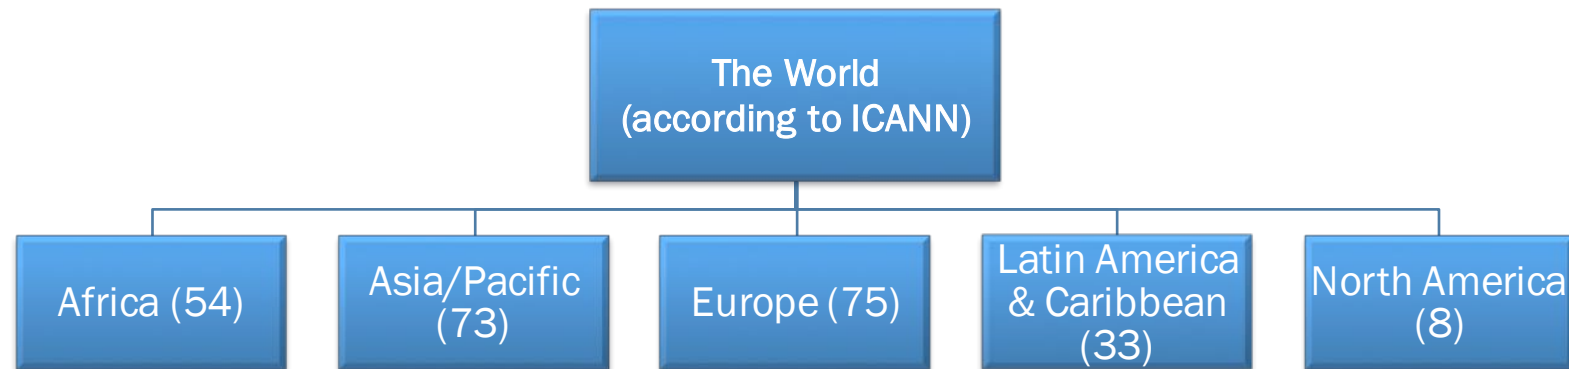 The World
(according to ICANN)
Africa (54)
Asia/Pacific
(73)
Europe (75)
Latin America
& Caribbean
(33)
North America
(8)